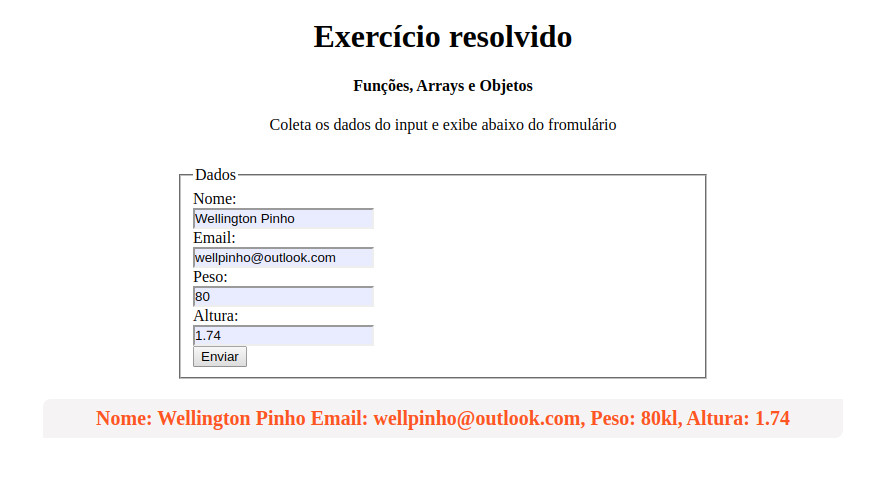 Exercício resolvido
Funções, Arrays e Objetos
Coleta os dados do input e exibe abaixo do fromulário
Dados
Nome:
Wellington Pinho
Email:
wellpinho@outlook.com
Peso:
80
Altura:
1.74
Enviar
Nome: Wellington Pinho Email: wellpinho@outlook.com, Peso: 80kl, Altura: 1.74